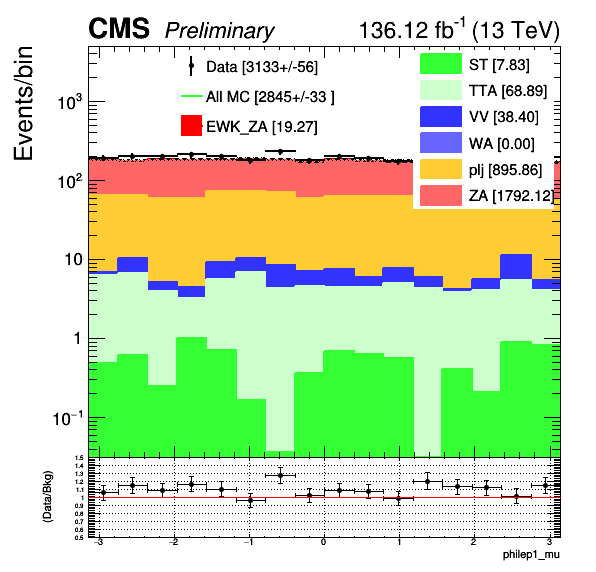 CMS Preliminary 136.12 fb⁻¹ (13 TeV)
Events/bin
Data [3133+/-56]
All MC [2845+/-33 ]
EWK_ZA [19.27]
ST [7.83]
TTA [68.89]
VV [38.40]
WA [0.00]
plj [895.86]
ZA [1792.12]
10³
10²
10
1
10⁻¹
(Data/Bkg)
1.5
1.4
1.3
1.2
1.1
1
0.9
0.8
0.7
0.6
0.5
−3 −2 −1 0 1 2 3
philep1_mu